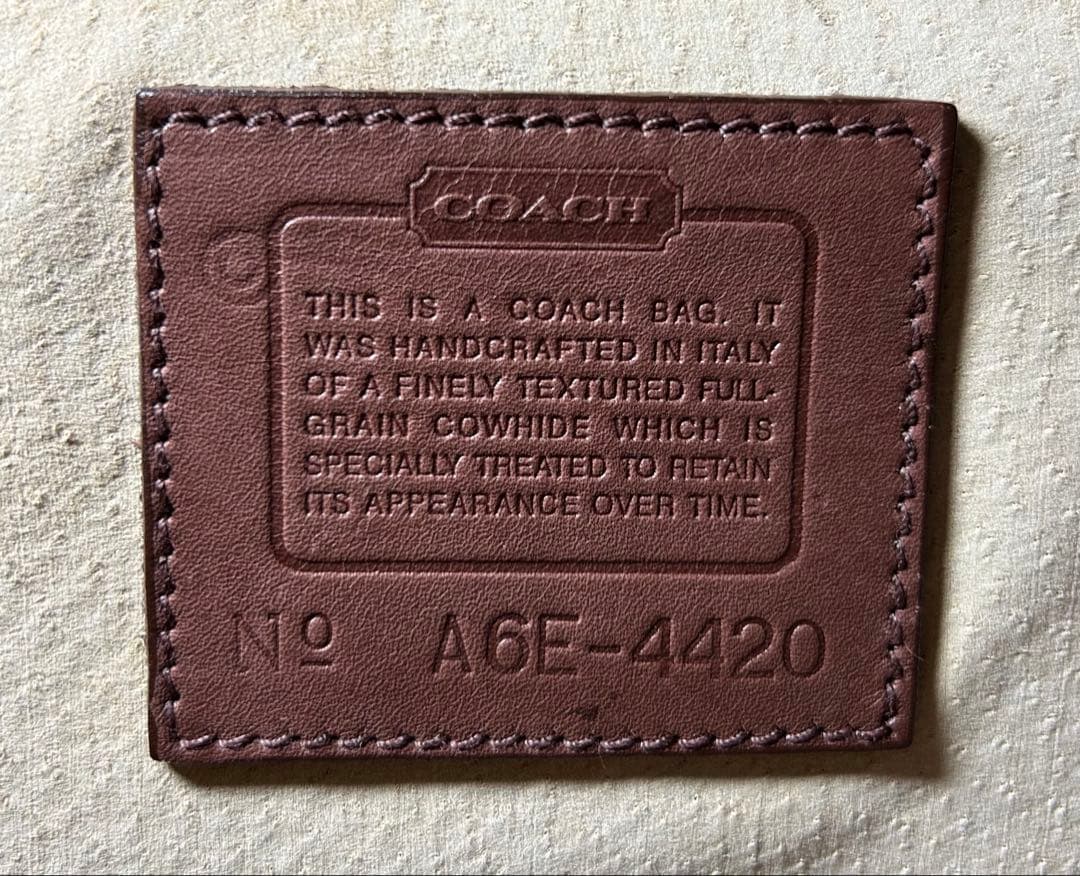 COACH
THIS IS A COACH BAG. IT
WAS HANDCRAFTED IN ITALY
OF A FINELY TEXTURED FULL-
GRAIN COWHIDE WHICH IS
SPECIALLY TREATED TO RETAIN
ITS APPEARANCE OVER TIME.
Nº A6E-4420